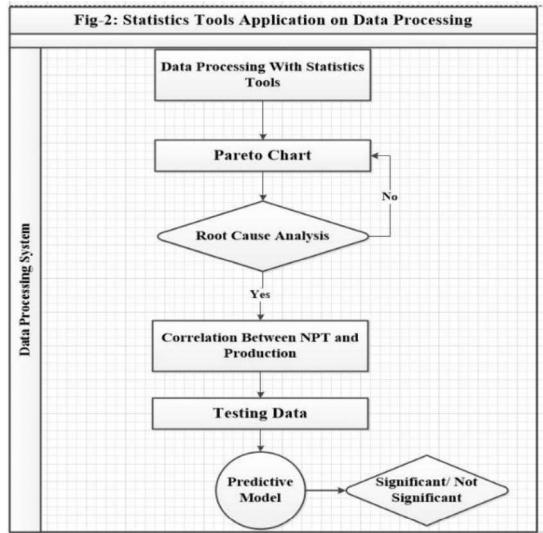 Fig-2: Statistics Tools Application on Data Processing
Data Processing System
Data Processing With Statistics
Tools
Pareto Chart
No
Root Cause Analysis
Yes
Correlation Between NPT and
Production
Testing Data
Predictive
Model
Significant/ Not
Significant